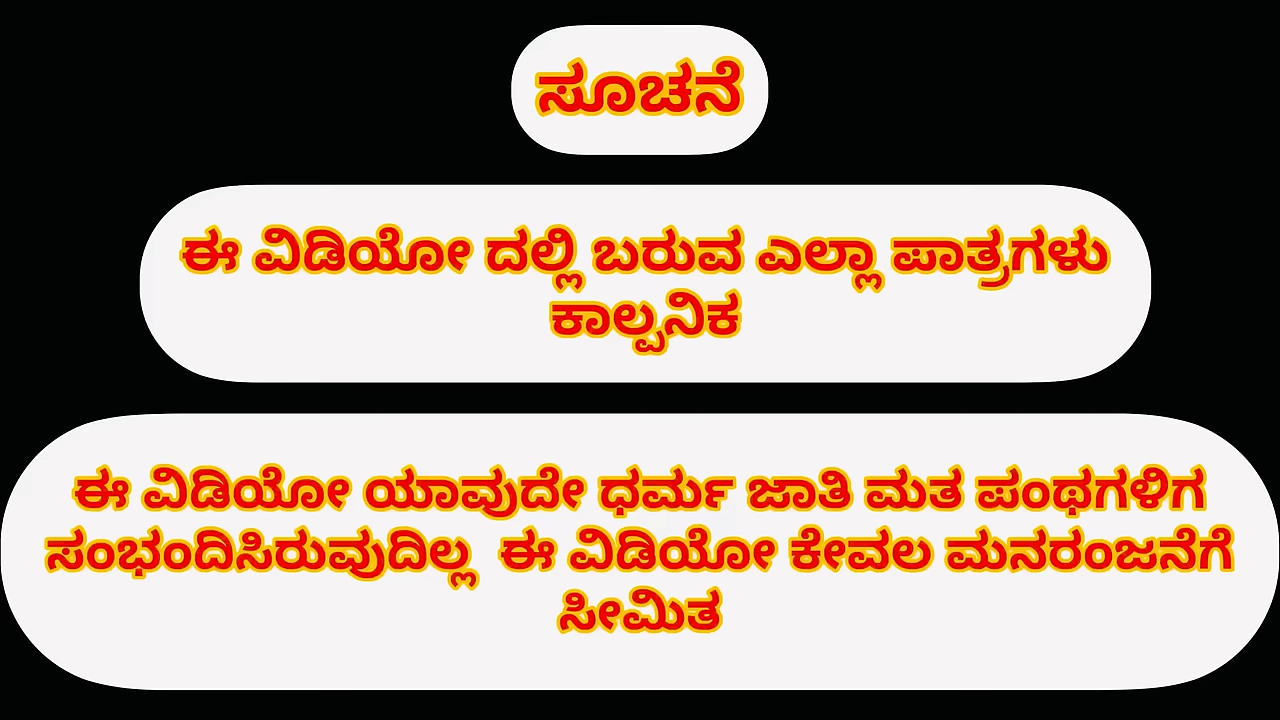 ಸೂಚನೆ
ಈ ವಿಡಿಯೋ ದಲ್ಲಿ ಬರುವ ಎಲ್ಲಾ ಪಾತ್ರಗಳು
ಕಾಲ್ಪನಿಕ
ಈ ವಿಡಿಯೋ ಯಾವುದೇ ಧರ್ಮ ಜಾತಿ ಮತ ಪಂಥಗಳಿಗ
ಸಂಭಂದಿಸಿರುವುದಿಲ್ಲ ಈ ವಿಡಿಯೋ ಕೇವಲ ಮನರಂಜನೆಗೆ
ಸೀಮಿತ